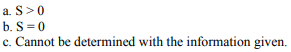 a. S > 0
b. S = 0
c. Cannot be determined with the information given.